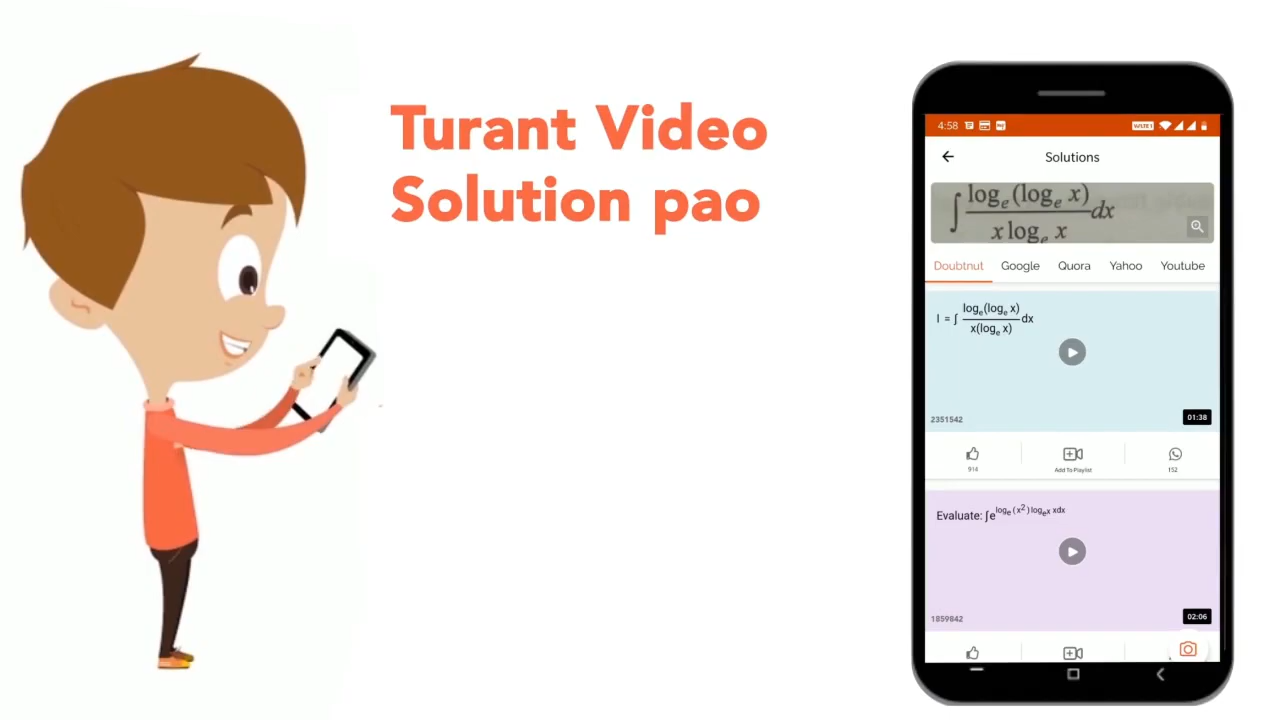 Turant Video
Solution pao
4:58
VoLTE1
Solutions
∫ logₑ(logₑ x) / x logₑ x dx
Doubtnut Google Quora Yahoo Youtube
I = ∫ logₑ(logₑ x) / x(logₑ x) dx
2351542 01:38
914 Add To Playlist 152
Evaluate: ∫e^logₑ(x²)logₑx xdx
1859842 02:06